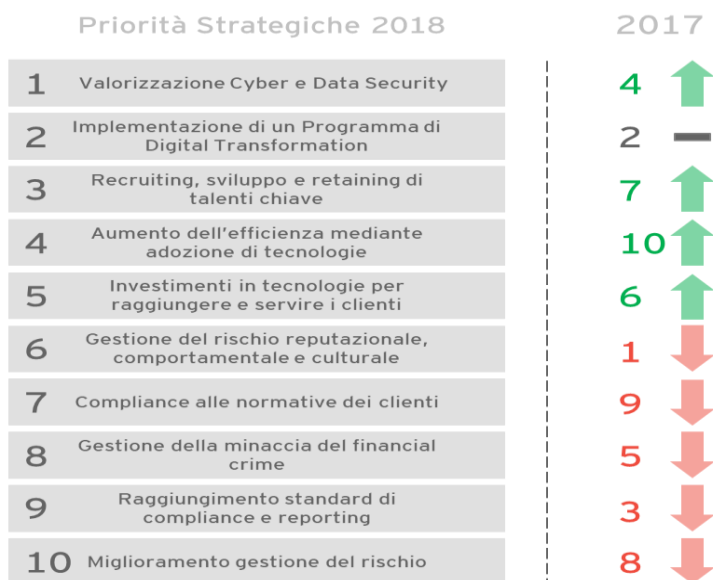 Priorità Strategiche 2018 2017
1 Valorizzazione Cyber e Data Security 4
2 Implementazione di un Programma di
Digital Transformation 2
3 Recruiting, sviluppo e retaining di
talenti chiave 7
4 Aumento dell'efficienza mediante
adozione di tecnologie 10
5 Investimenti in tecnologie per
raggiungere e servire i clienti 6
6 Gestione del rischio reputazionale,
comportamentale e culturale 1
7 Compliance alle normative dei clienti 9
8 Gestione della minaccia del financial
crime 5
9 Raggiungimento standard di
compliance e reporting 3
10 Miglioramento gestione del rischio 8